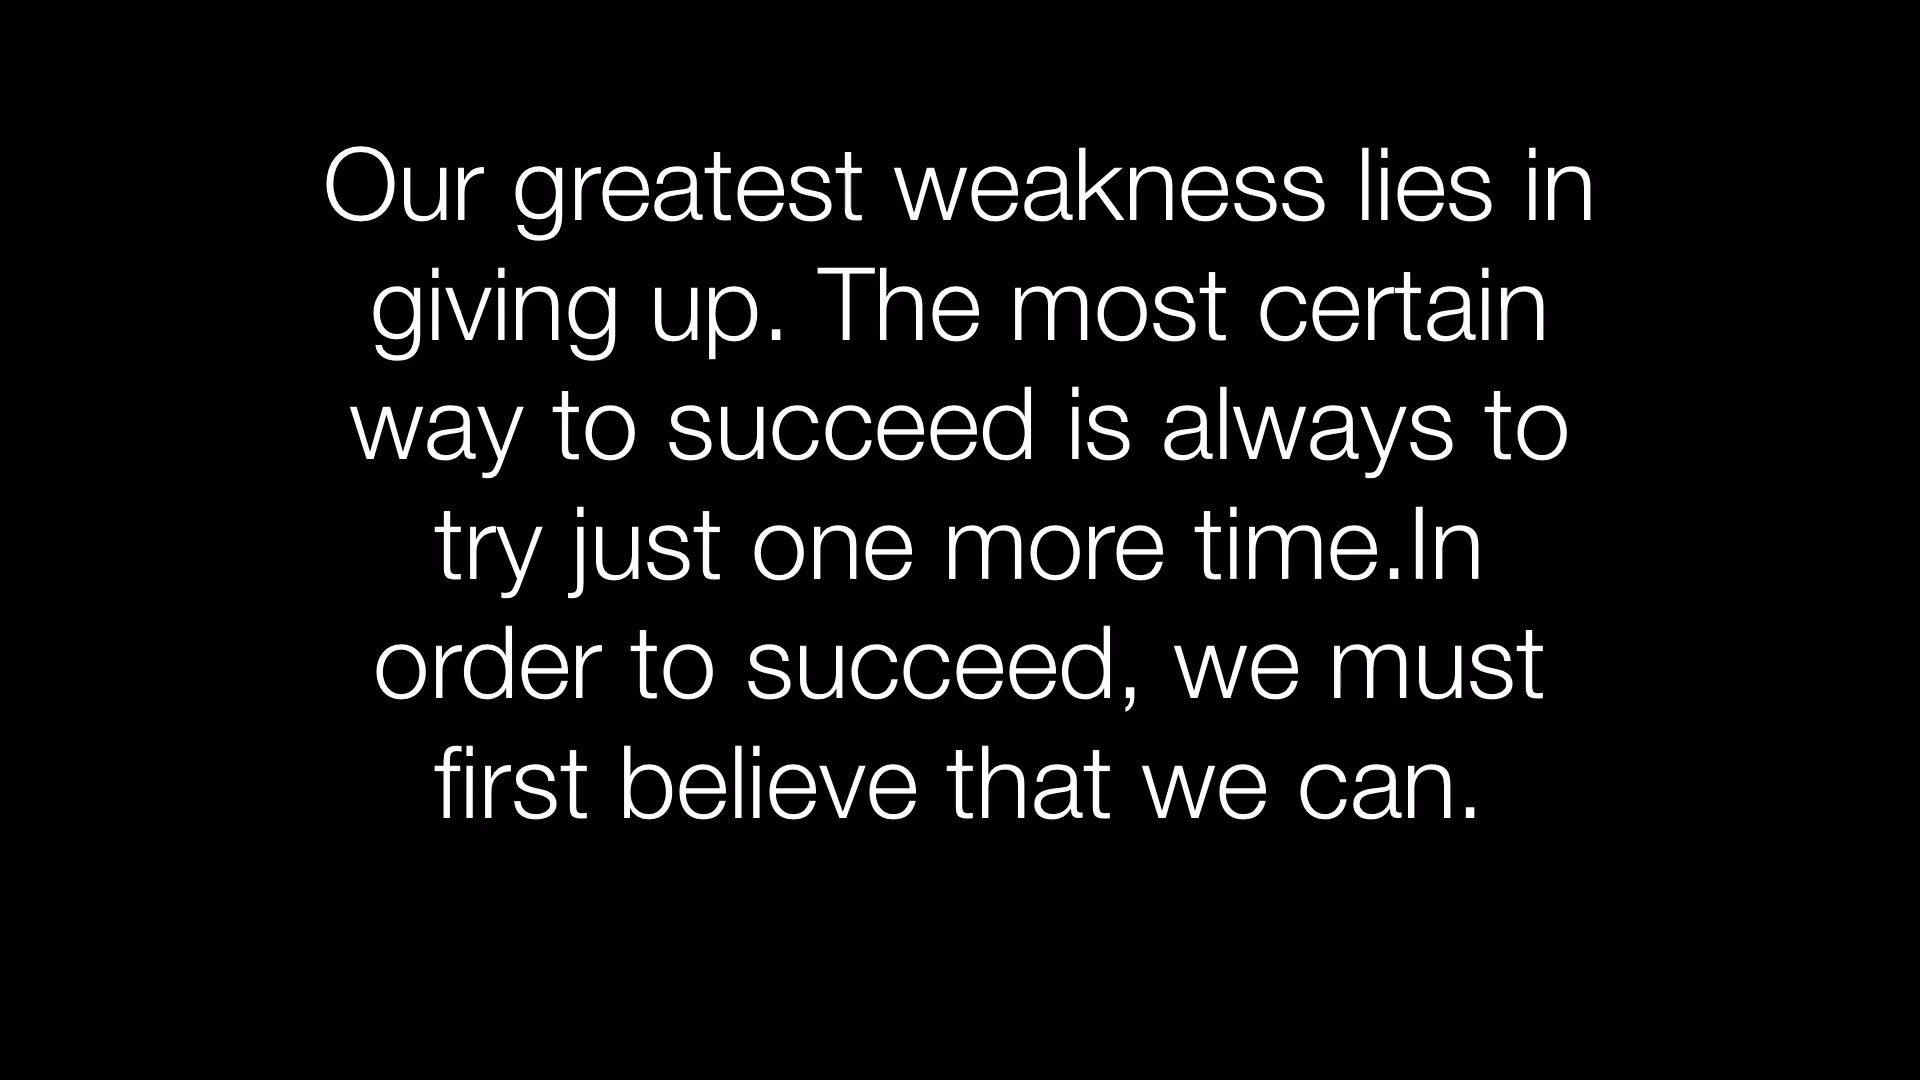 Our greatest weakness lies in
giving up. The most certain
way to succeed is always to
try just one more time.In
order to succeed, we must
first believe that we can.